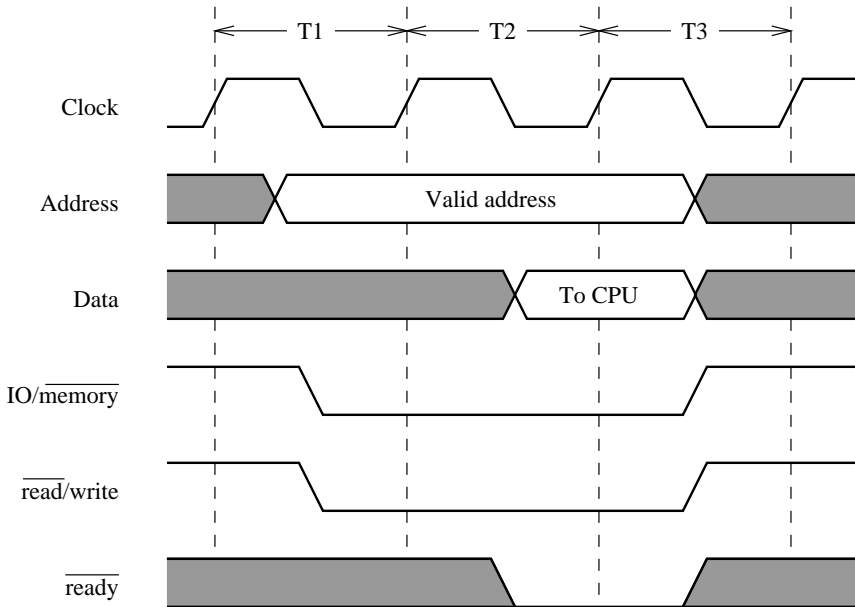 T1 T2 T3
Clock
Address Valid address
Data To CPU
IO/memory
read/write
ready